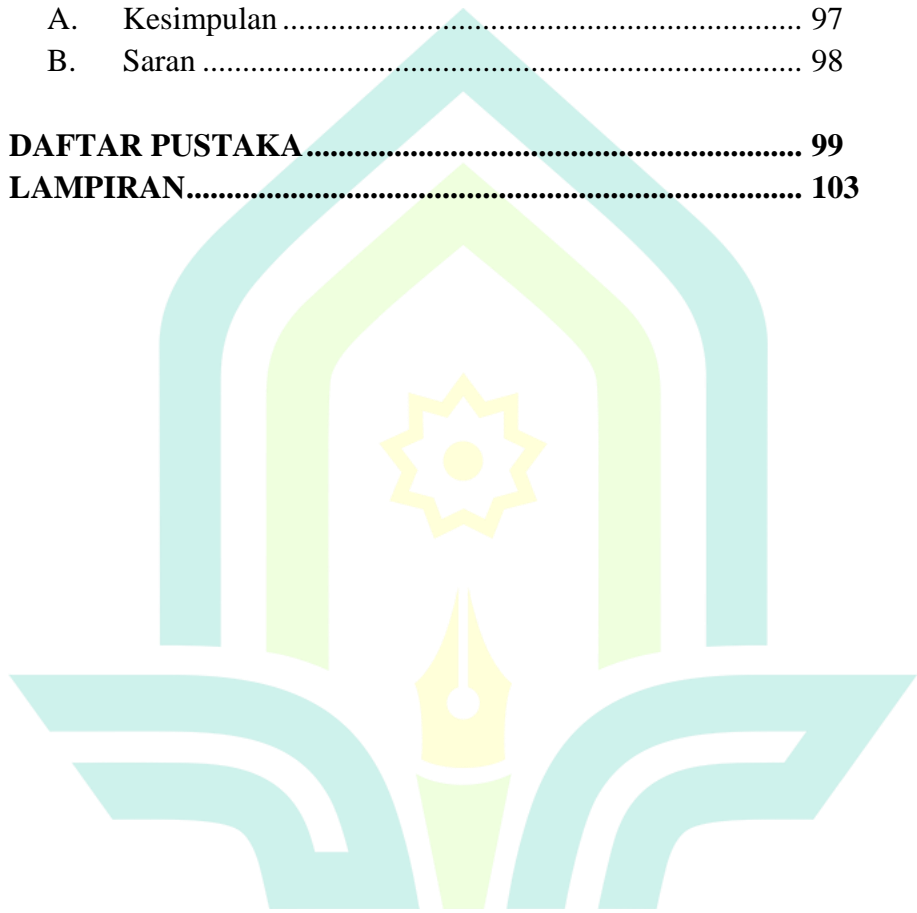 A. Kesimpulan ................................................................. 97
B. Saran ........................................................................... 98
DAFTAR PUSTAKA .............................................................. 99
LAMPIRAN............................................................................. 103